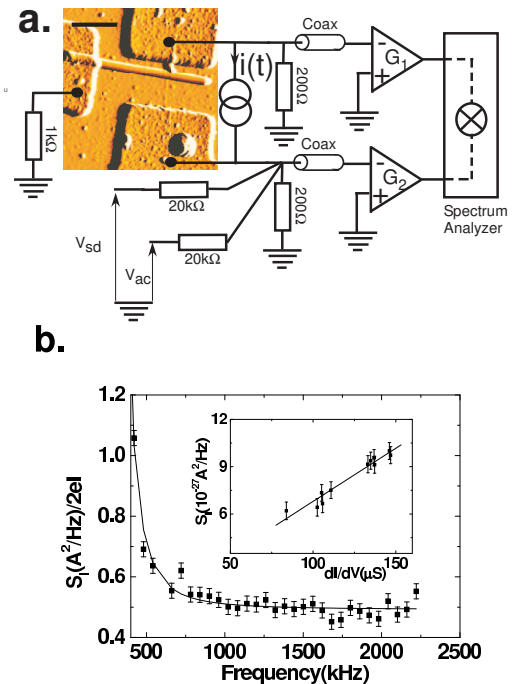 a.
i(t)
Coax
- G1
+
200Ω
1kΩ
Coax
- G2
+
200Ω
Spectrum
Analyzer
20kΩ
Vsd
20kΩ
Vac
b.
1.2
1.0
0.8
0.6
0.4
SI(A²/Hz)/2eI
500 1000 1500 2000 2500
Frequency(kHz)
12
9
6
3
SI(10⁻²⁷A²/Hz)
50 100 150
dI/dV(µS)